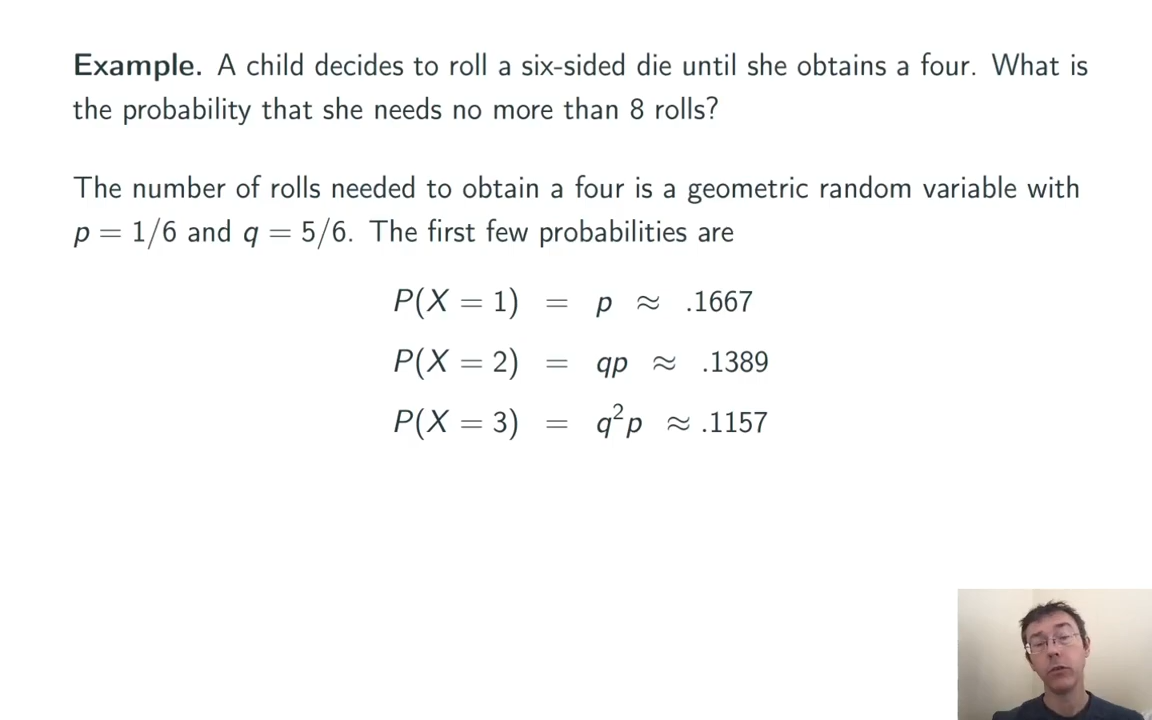 Example. A child decides to roll a six-sided die until she obtains a four. What is
the probability that she needs no more than 8 rolls?
The number of rolls needed to obtain a four is a geometric random variable with
p = 1/6 and q = 5/6. The first few probabilities are
P(X = 1) = p ≈ .1667
P(X = 2) = qp ≈ .1389
P(X = 3) = q²p ≈ .1157